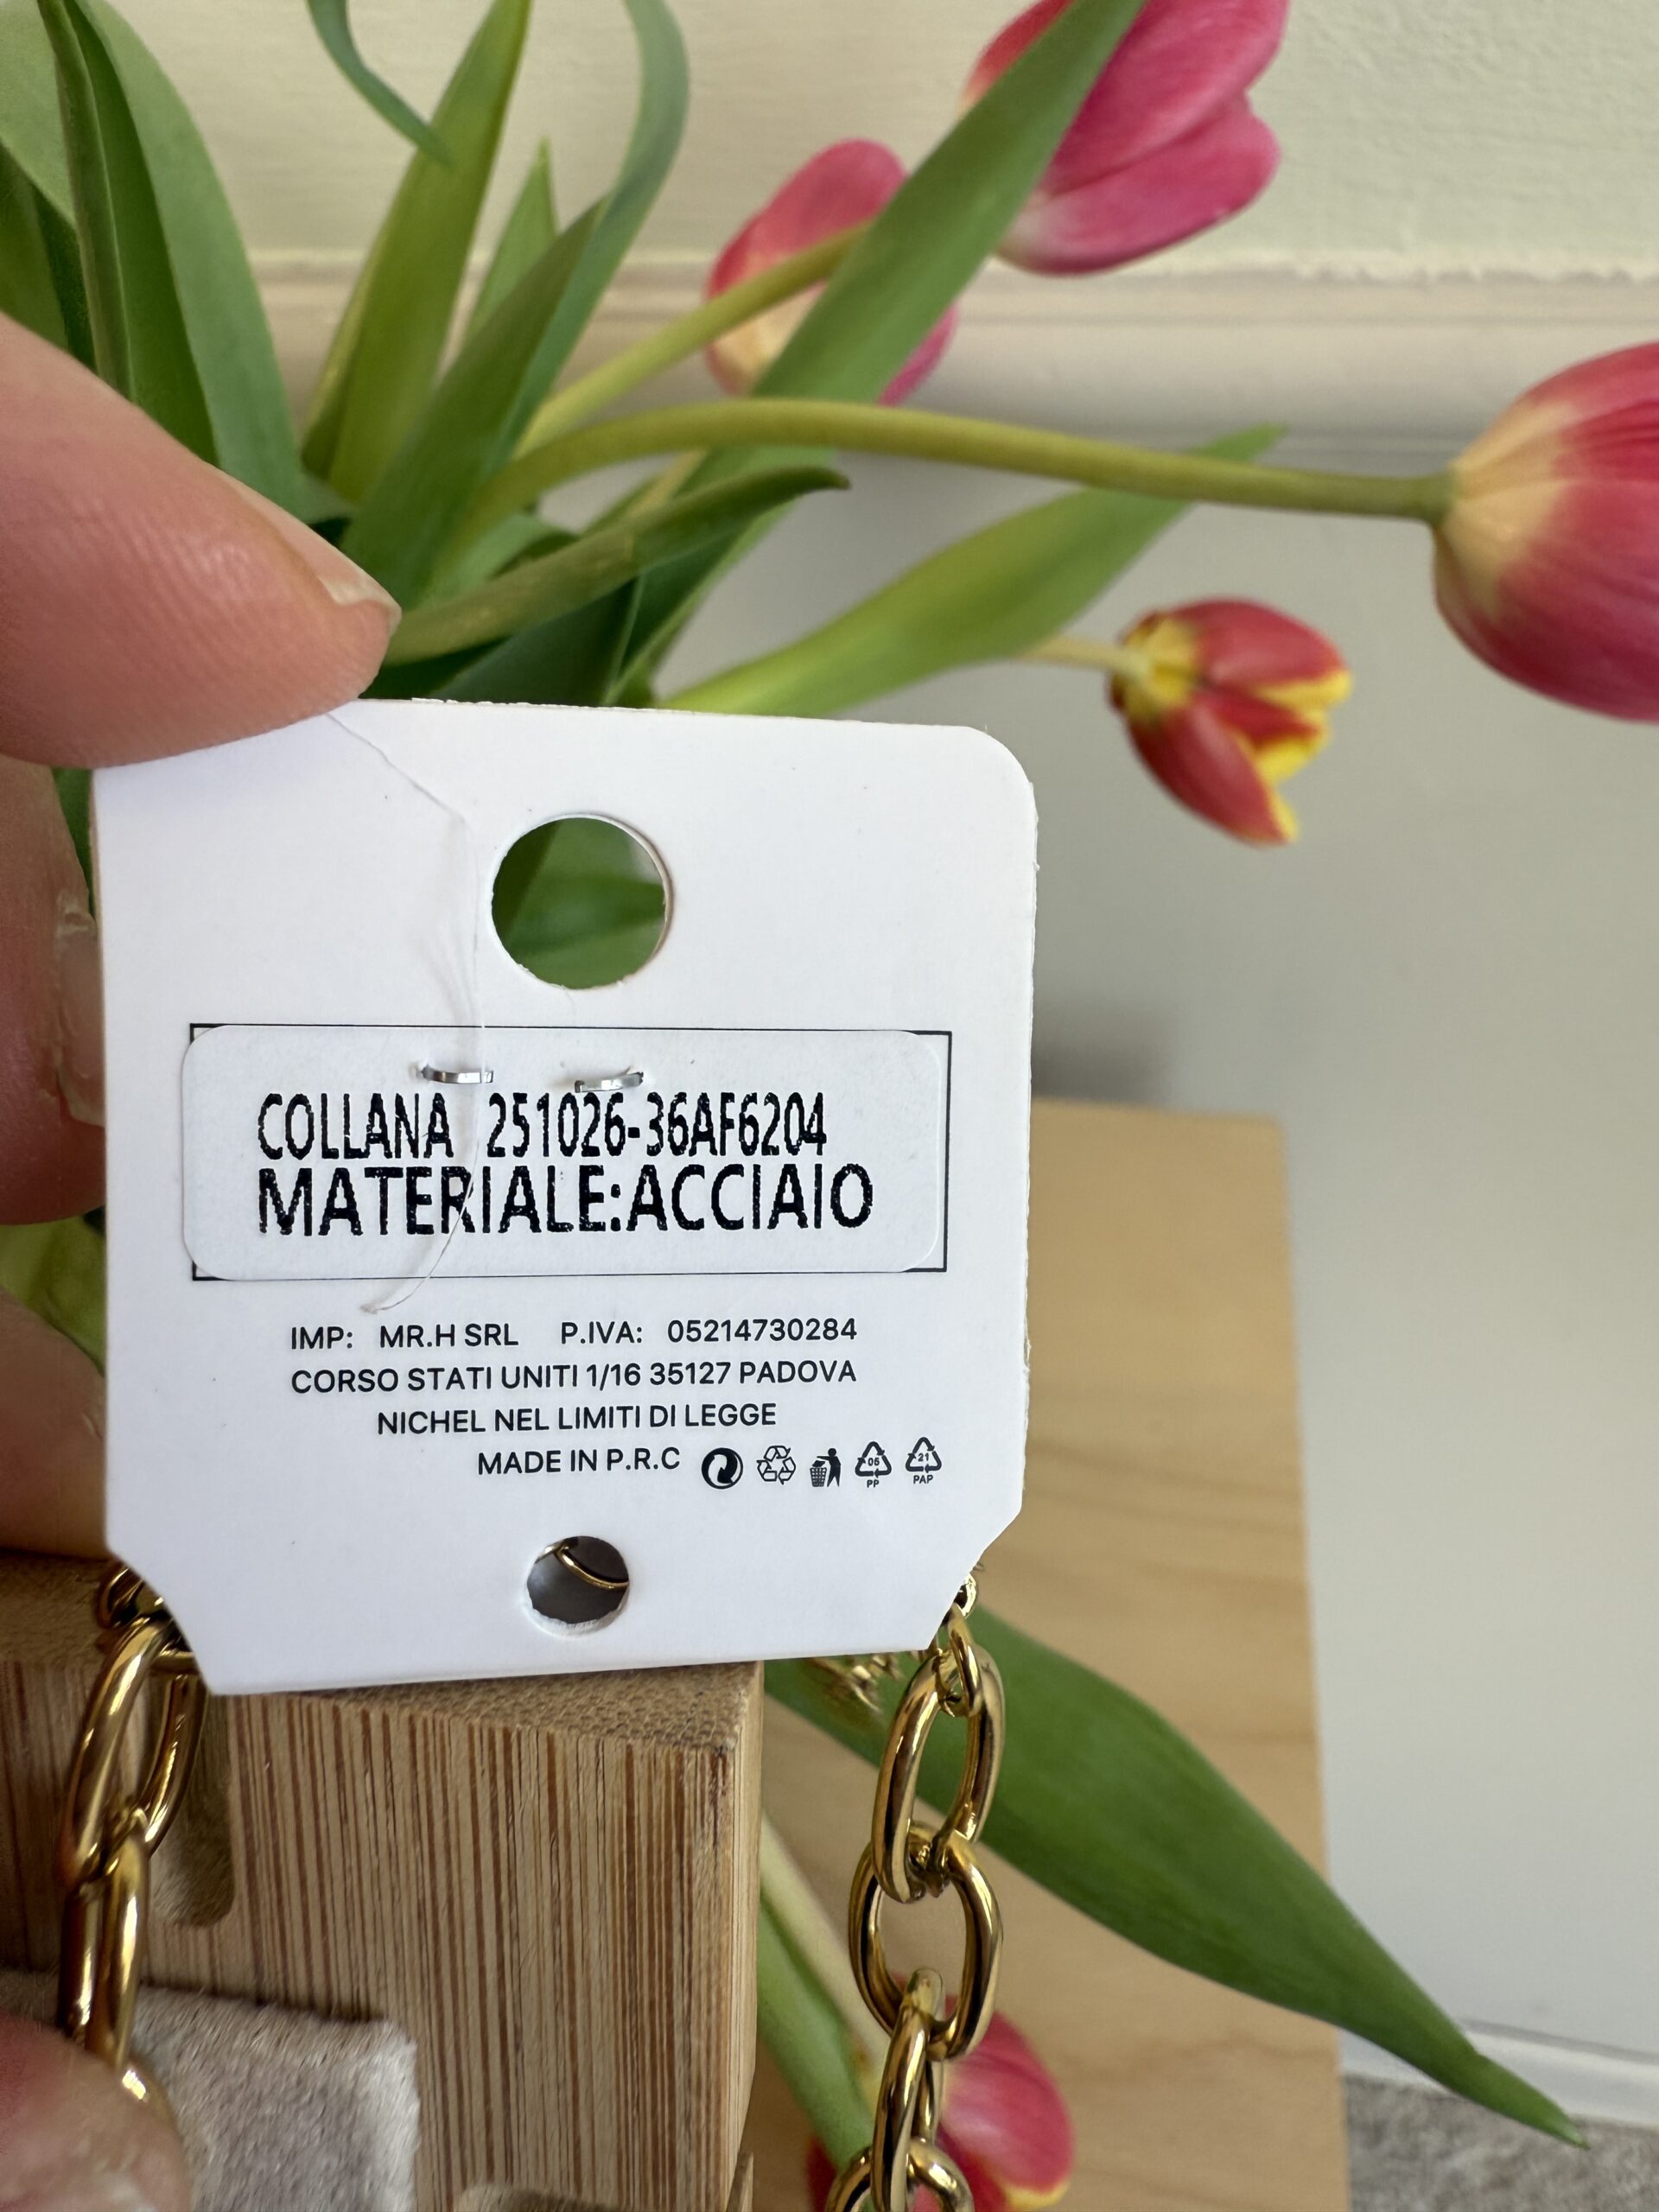 COLLANA 251026-36AF6204
MATERIALE:ACCIAIO
IMP: MR.H SRL P.IVA: 05214730284
CORSO STATI UNITI 1/16 35127 PADOVA
NICHEL NEL LIMITI DI LEGGE
MADE IN P.R.C
05 21
PP PAP